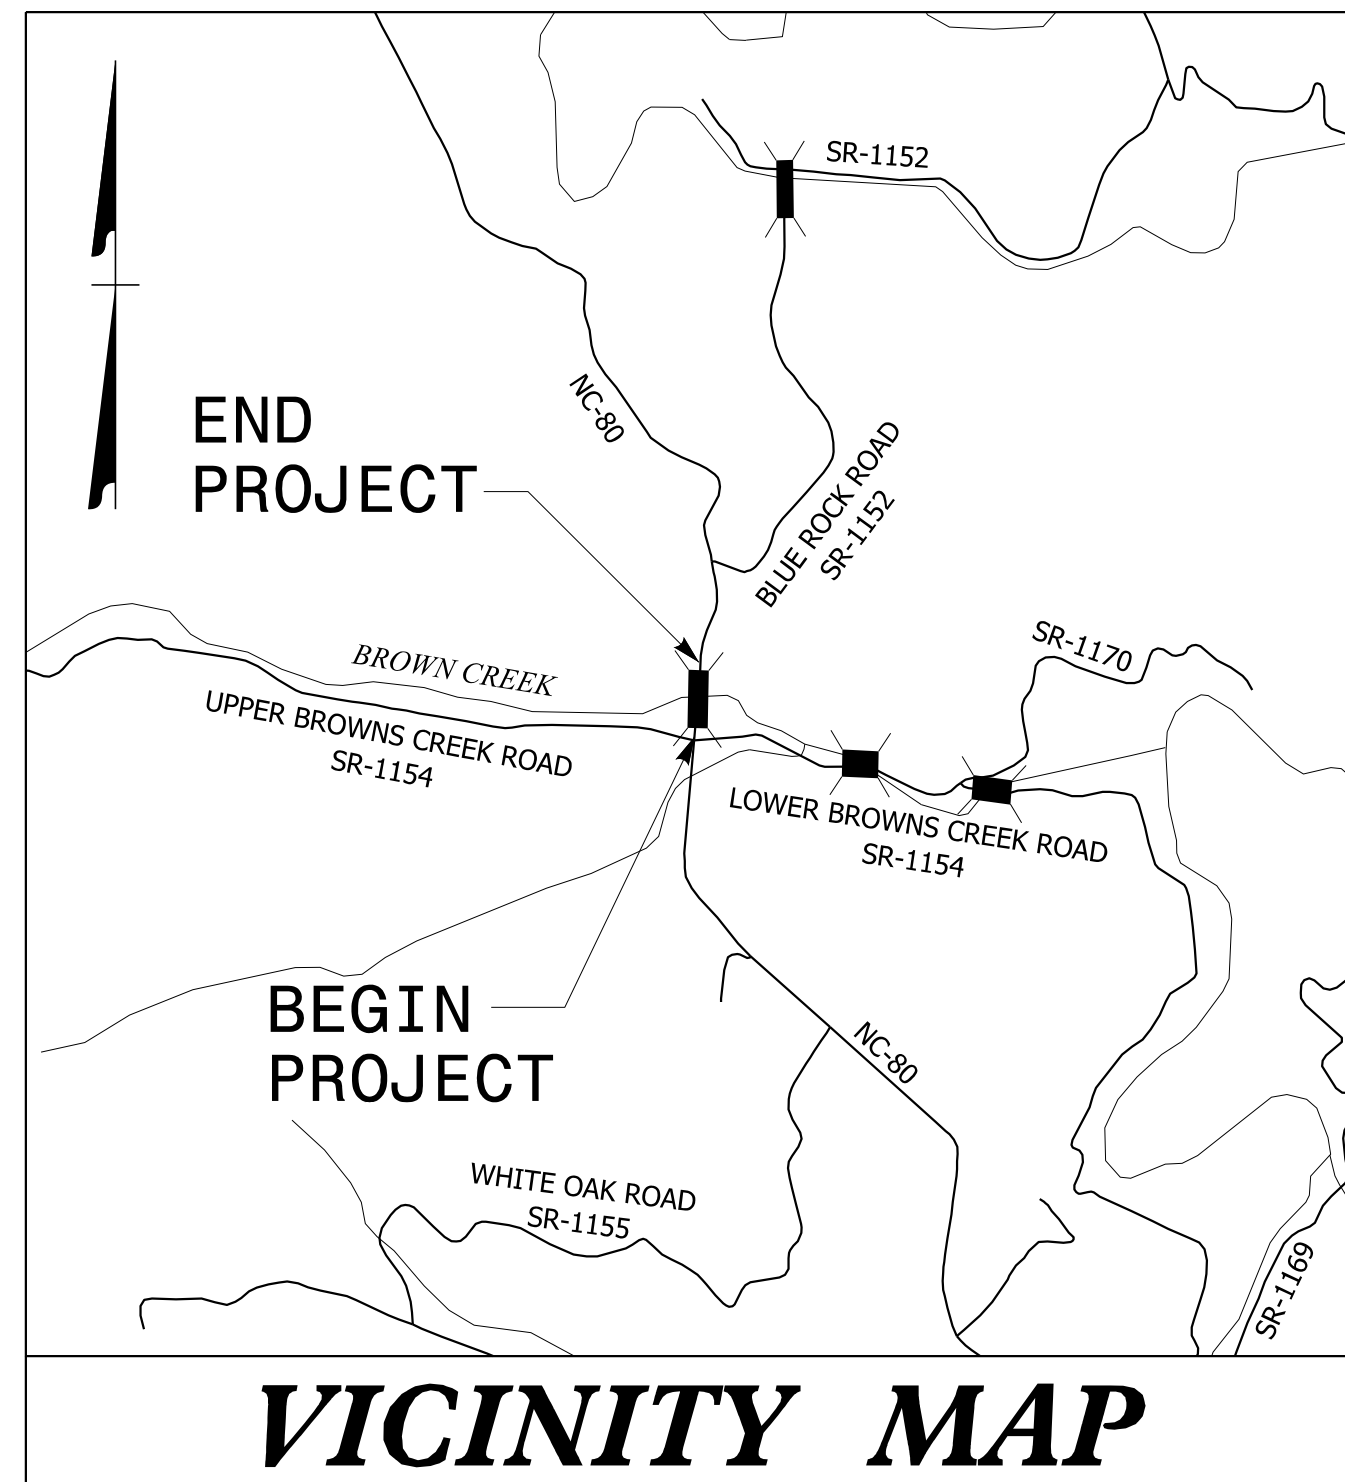 SR-1152
NC-80
END
PROJECT
BLUE ROCK ROAD
SR-1152
SR-1170
BROWN CREEK
UPPER BROWNS CREEK ROAD
SR-1154
LOWER BROWNS CREEK ROAD
SR-1154
BEGIN
PROJECT
NC-80
WHITE OAK ROAD
SR-1155
SR-1169
VICINITY MAP